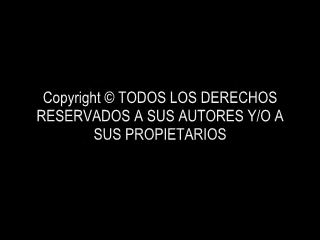 Copyright © TODOS LOS DERECHOS
RESERVADOS A SUS AUTORES Y/O A
SUS PROPIETARIOS